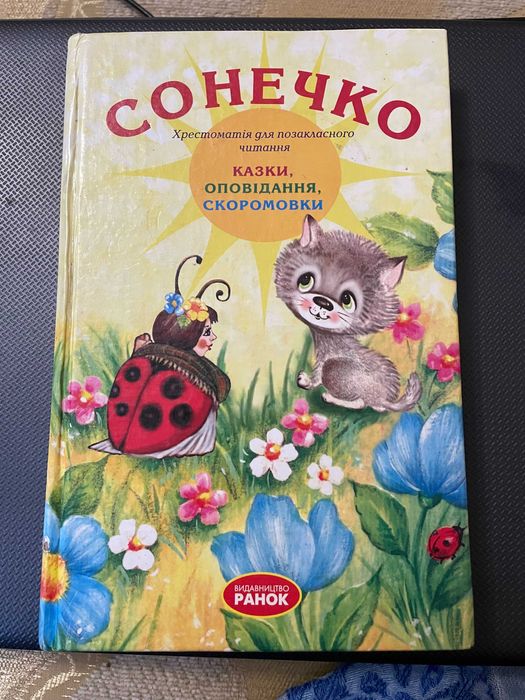 СОНЕЧКО
Хрестоматія для позакласного
читання
КАЗКИ,
ОПОВІДАННЯ,
СКОРОМОВКИ
ВИДАВНИЦТВО
РАНОК